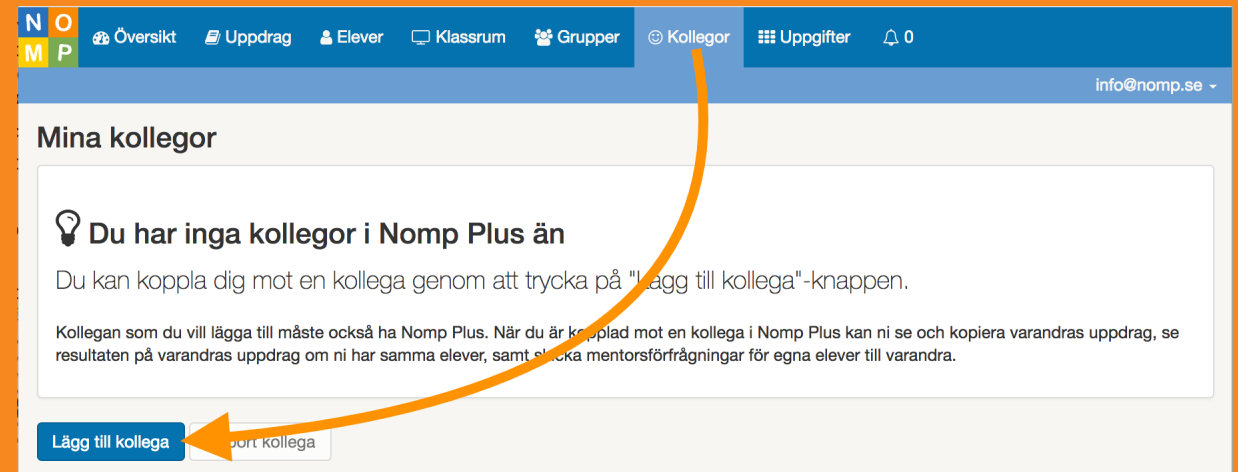 N O
M P
Översikt Uppdrag Elever Klassrum Grupper Kollegor Uppgifter 0
info@nomp.se
Mina kollegor
Du har inga kollegor i Nomp Plus än
Du kan koppla dig mot en kollega genom att trycka på "Lägg till kollega"-knappen.
Kollegan som du vill lägga till måste också ha Nomp Plus. När du är kopplad mot en kollega i Nomp Plus kan ni se och kopiera varandras uppdrag, se
resultaten på varandras uppdrag om ni har samma elever, samt skicka mentorsförfrågningar för egna elever till varandra.
Lägg till kollega kollega